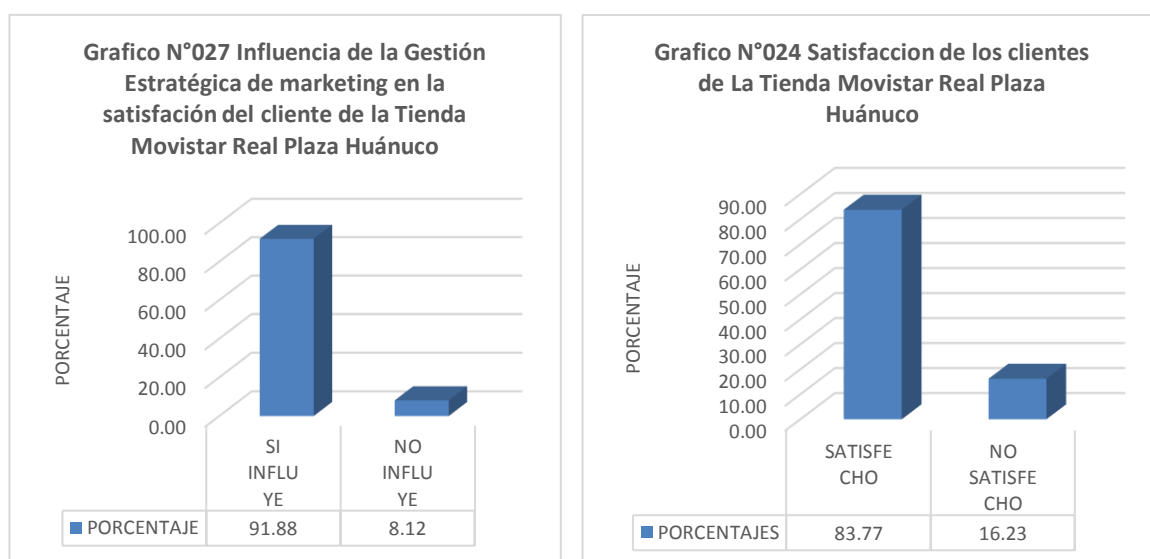 Grafico N°027 Influencia de la Gestión
Estratégica de marketing en la
satisfación del cliente de la Tienda
Movistar Real Plaza Huánuco
PORCENTAJE
100.00
80.00
60.00
40.00
20.00
0.00
SI
INFLU
YE
NO
INFLU
YE
PORCENTAJE 91.88 8.12
Grafico N°024 Satisfaccion de los clientes
de La Tienda Movistar Real Plaza
Huánuco
PORCENTAJE
90.00
80.00
70.00
60.00
50.00
40.00
30.00
20.00
10.00
0.00
SATISFE
CHO
NO
SATISFE
CHO
PORCENTAJES 83.77 16.23